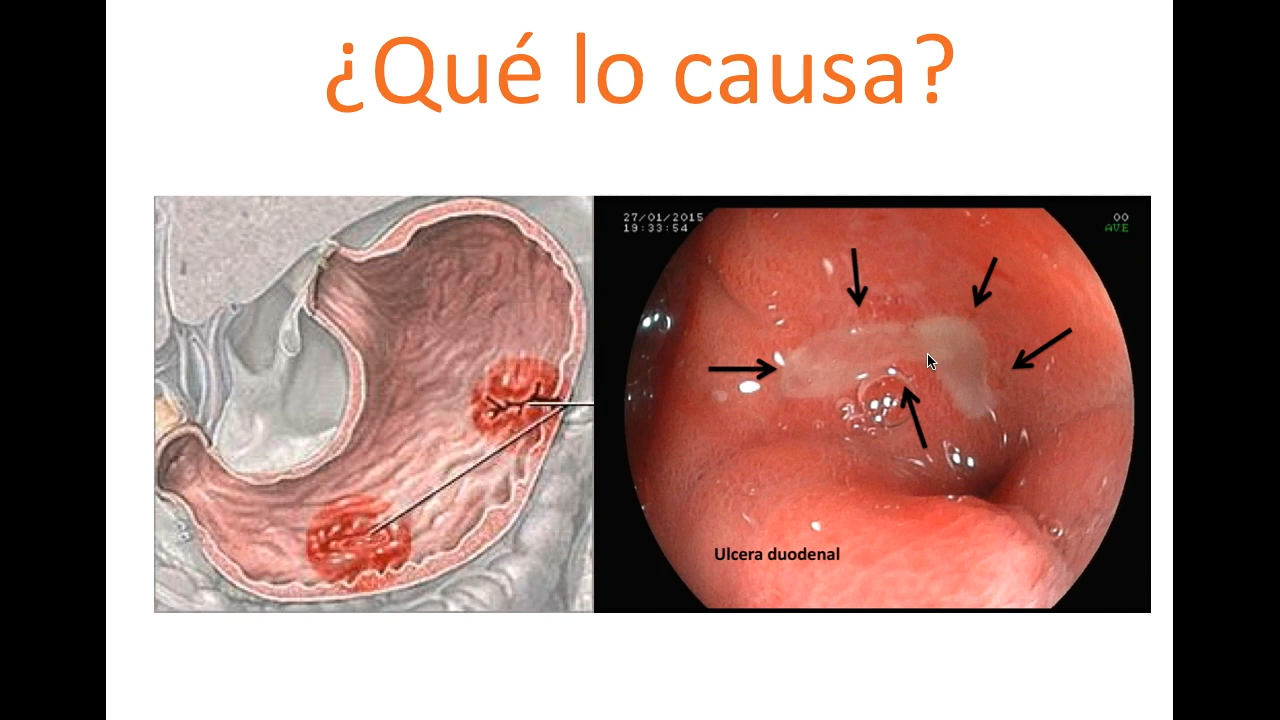 ¿Qué lo causa?
27/01/2015
19:33:54
00
AVE
Ulcera duodenal